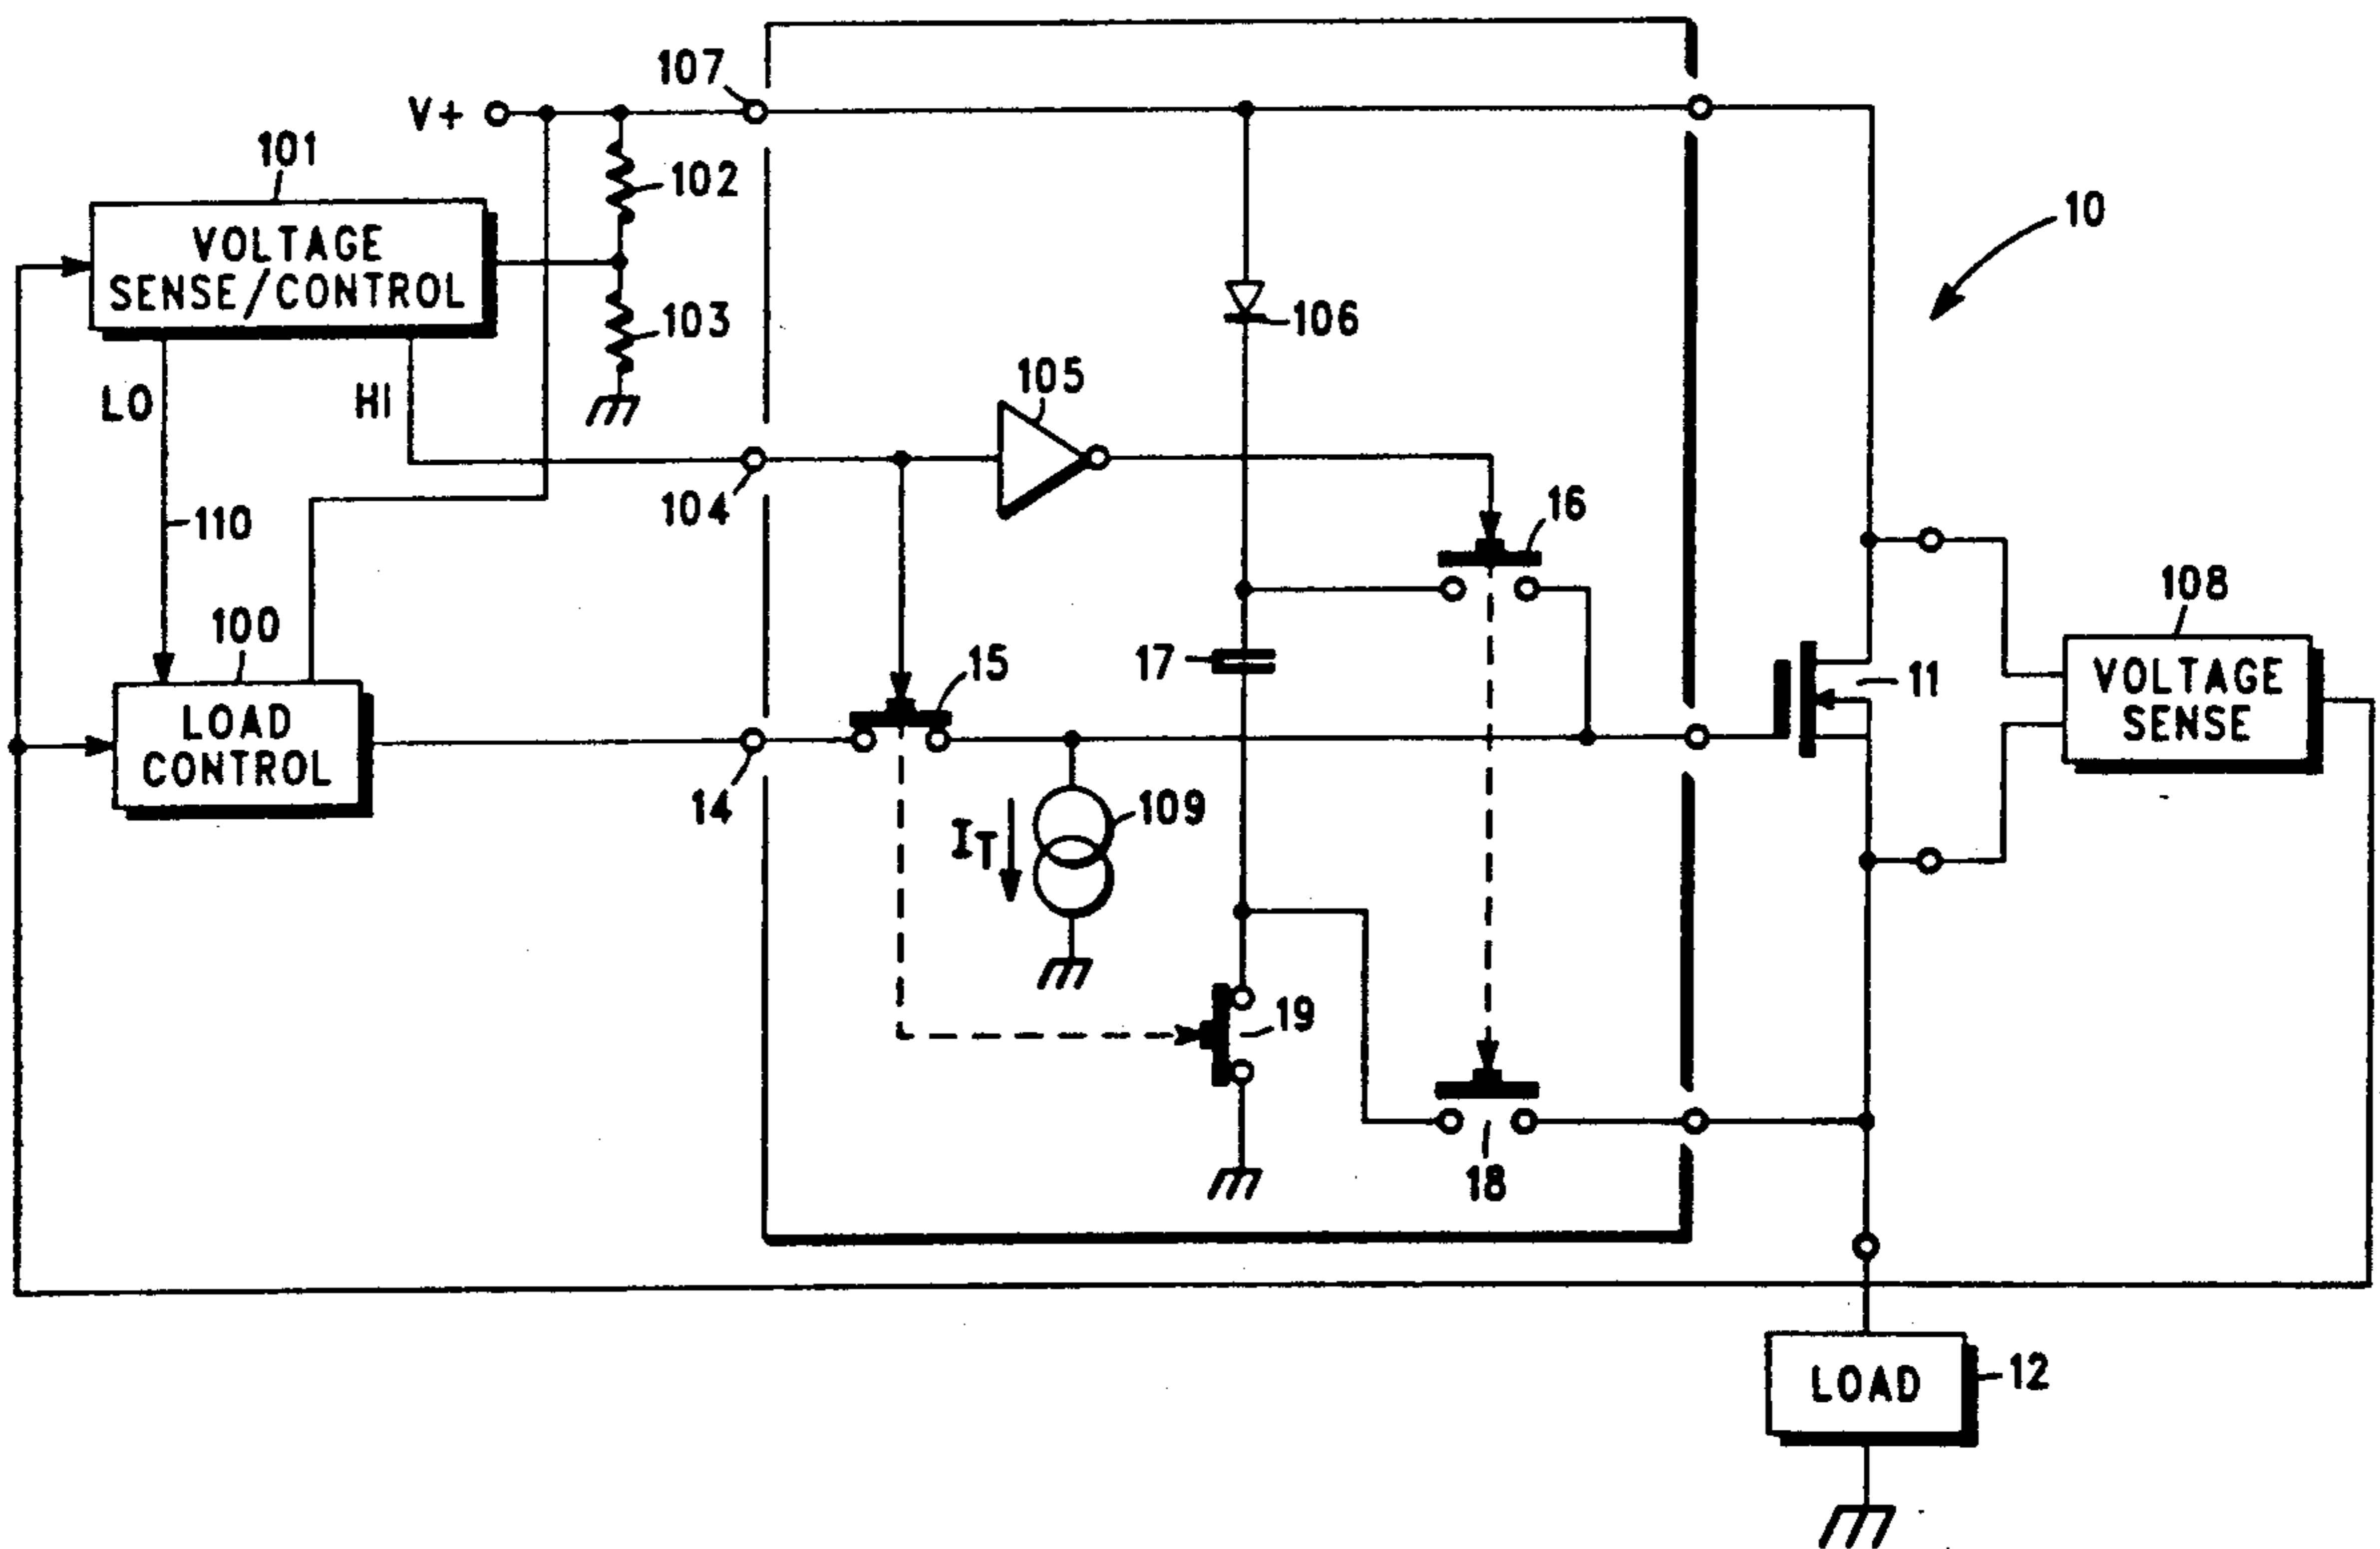 107
V+
101
102
10
VOLTAGE
SENSE/CONTROL
103
106
105
LO
HI
104
16
110
100
15
17
108
11
VOLTAGE
SENSE
LOAD
CONTROL
14
109
IT
19
18
LOAD
12